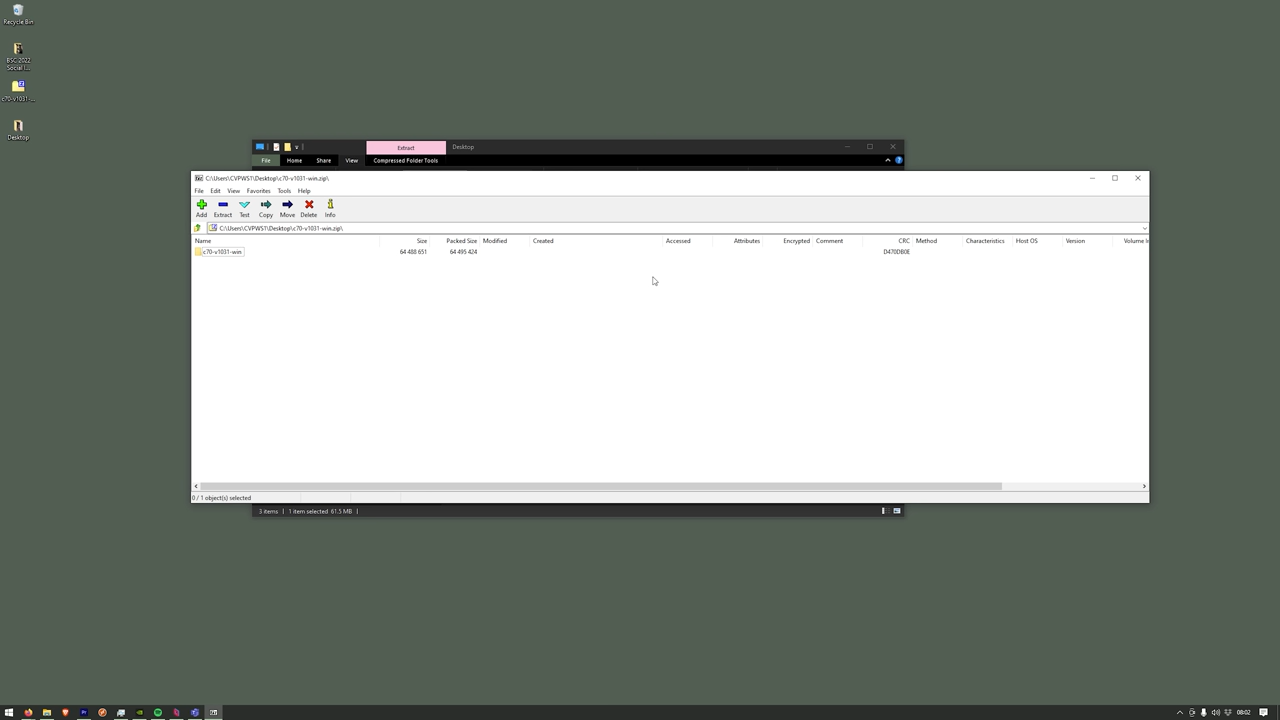 Recycle Bin
BSC 2022
Social I...
c70-v1031-...
Desktop
Extract
Desktop
File
Home
Share
View
Compressed Folder Tools
C:\Users\CVPWS1\Desktop\c70-v1031-win.zip\
File
Edit
View
Favorites
Tools
Help
Add
Extract
Test
Copy
Move
Delete
Info
C:\Users\CVPWS1\Desktop\c70-v1031-win.zip\
Name
Size
Packed Size
Modified
Created
Accessed
Attributes
Encrypted
Comment
CRC
Method
Characteristics
Host OS
Version
Volume In
c70-v1031-win
64 488 651
64 495 424
D470DB0E
0 / 1 object(s) selected
3 items
1 item selected 61.5 MB
08:02